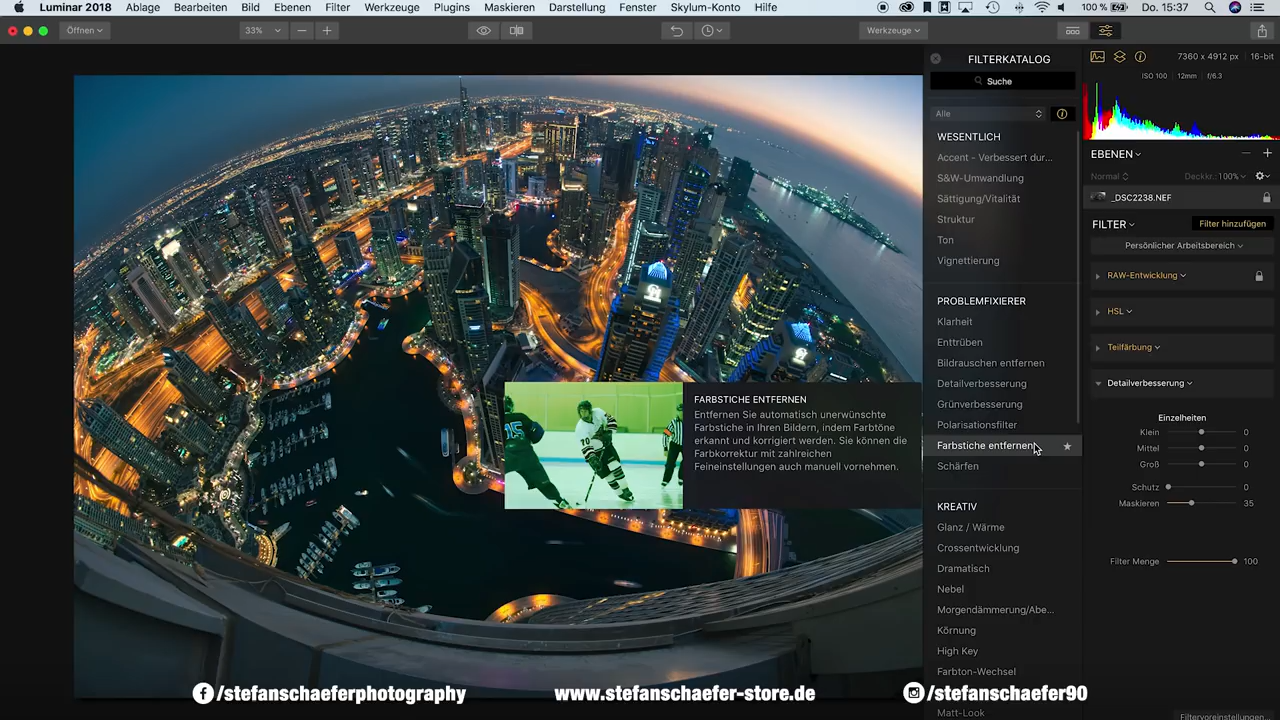 Luminar 2018 Ablage Bearbeiten Bild Ebenen Filter Werkzeuge Plugins Maskieren Darstellung Fenster Skylum-Konto Hilfe 100 % Do. 15:37
Öffnen 33% Werkzeuge
FILTERKATALOG
Suche
Alle
WESENTLICH
Accent - Verbessert dur...
S&W-Umwandlung
Sättigung/Vitalität
Struktur
Ton
Vignettierung
PROBLEMFIXIERER
Klarheit
Enttrüben
Bildrauschen entfernen
Detailverbesserung
Grünverbesserung
Polarisationsfilter
Farbstiche entfernen
Schärfen
KREATIV
Glanz / Wärme
Crossentwicklung
Dramatisch
Nebel
Morgendämmerung/Abe...
Körnung
High Key
Farbton-Wechsel
Matt-Look
FARBSTICHE ENTFERNEN
Entfernen Sie automatisch unerwünschte
Farbstiche in Ihren Bildern, indem Farbtöne
erkannt und korrigiert werden. Sie können die
Farbkorrektur mit zahlreichen
Feineinstellungen auch manuell vornehmen.
7360 x 4912 px 16-bit
ISO 100 12mm f/6.3
EBENEN
Normal Deckkr.: 100%
_DSC2238.NEF
FILTER Filter hinzufügen
Persönlicher Arbeitsbereich
RAW-Entwicklung
HSL
Teilfärbung
Detailverbesserung
Einzelheiten
Klein 0
Mittel 0
Groß 0
Schutz 0
Maskieren 35
Filter Menge 100
Filtervoreinstellungen...
/stefanschaeferphotography www.stefanschaefer-store.de /stefanschaefer90